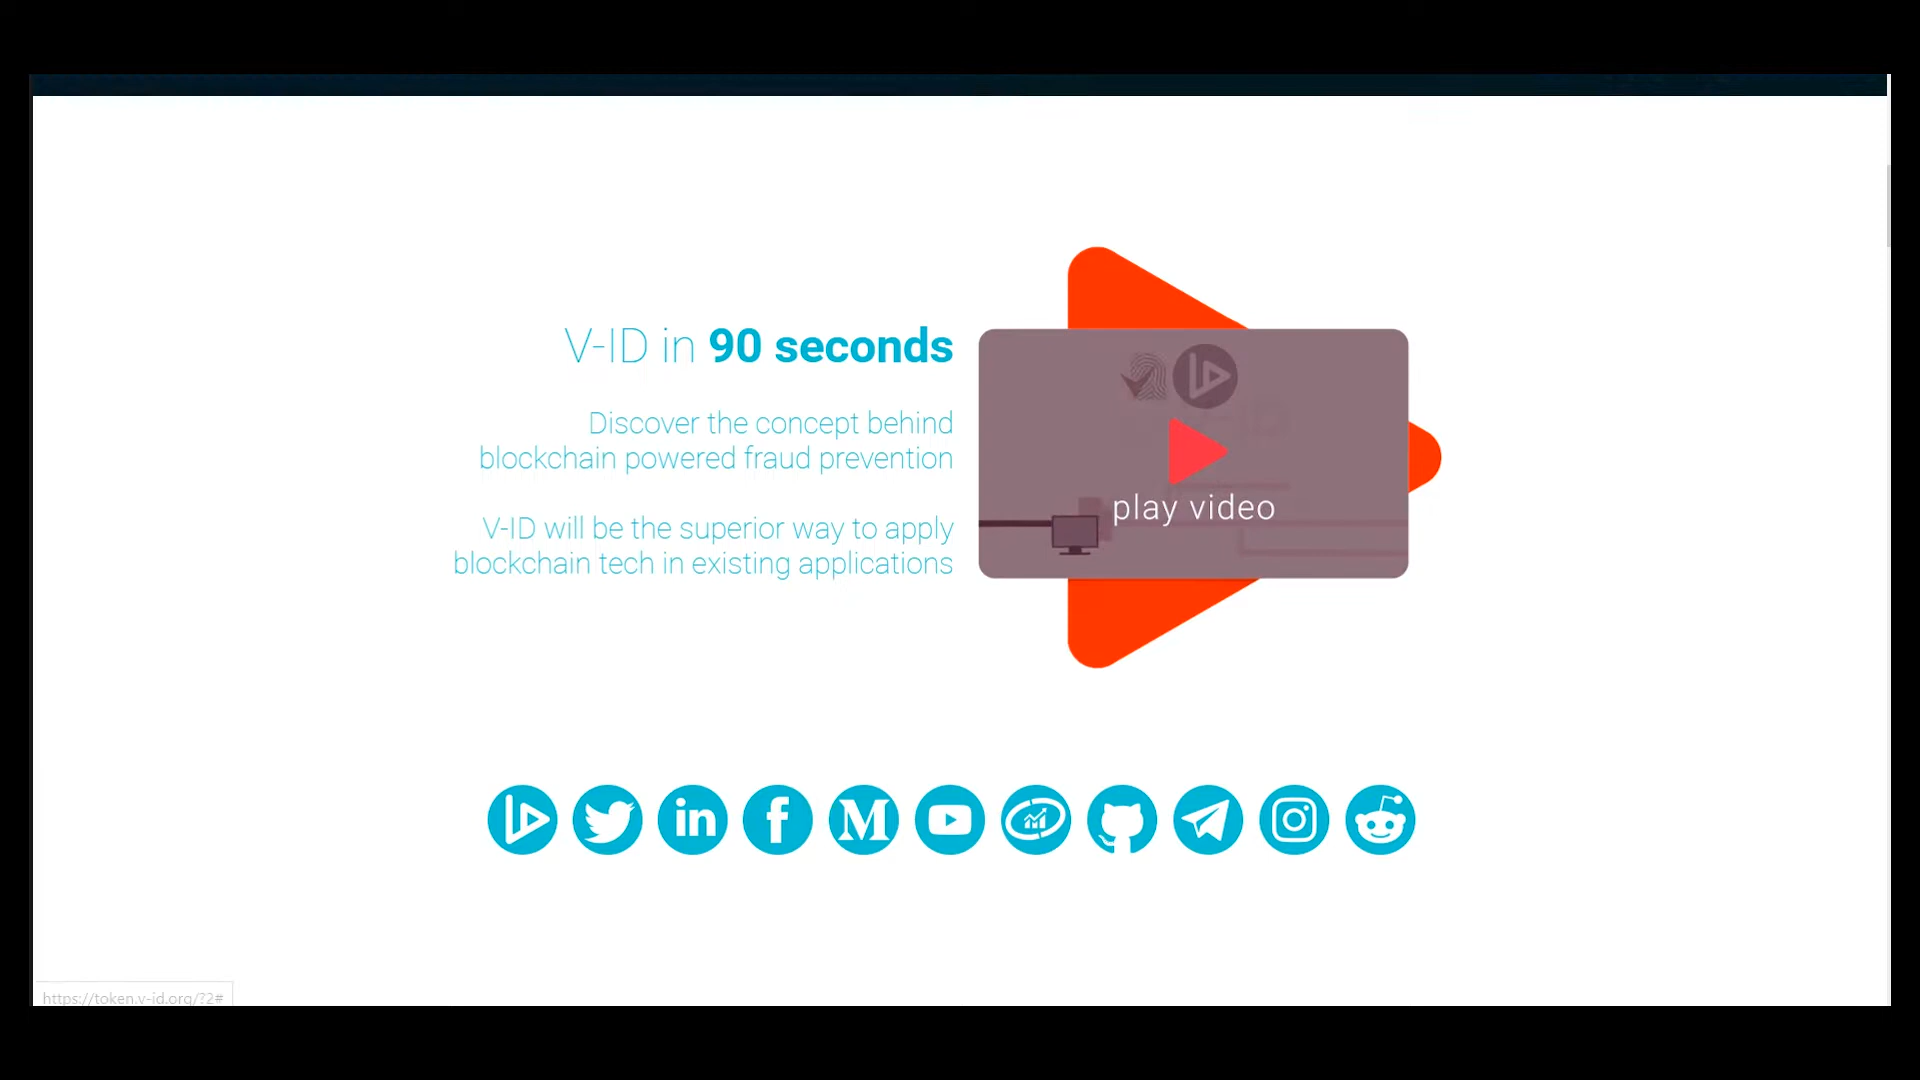 V-ID in 90 seconds
Discover the concept behind
blockchain powered fraud prevention
V-ID will be the superior way to apply
blockchain tech in existing applications
play video
https://token.v-id.org/?2#